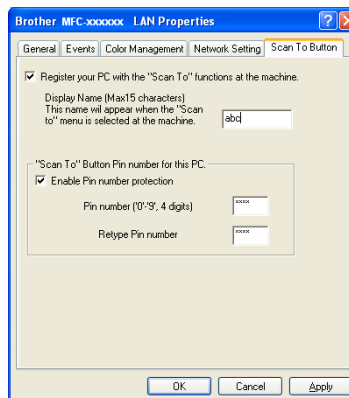 Brother MFC-xxxxxx LAN Properties
General Events Color Management Network Setting Scan To Button
Register your PC with the "Scan To" functions at the machine.
Display Name (Max15 characters)
This name will appear when the "Scan
to" menu is selected at the machine.
abc
"Scan To" Button Pin number for this PC.
Enable Pin number protection
Pin number ('0'-'9', 4 digits)
xxxx
Retype Pin number
xxxx
OK Cancel Apply